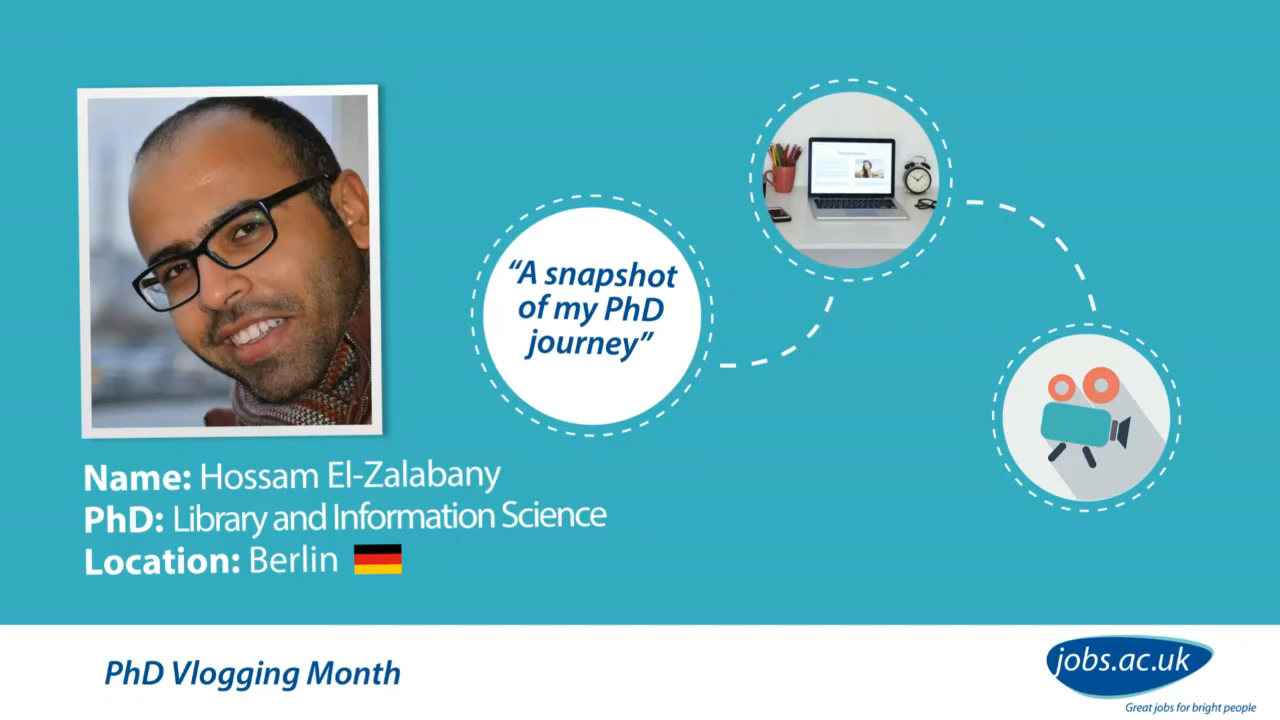 “A snapshot
of my PhD
journey”
Name: Hossam El-Zalabany
PhD: Library and Information Science
Location: Berlin
PhD Vlogging Month
jobs.ac.uk
Great jobs for bright people